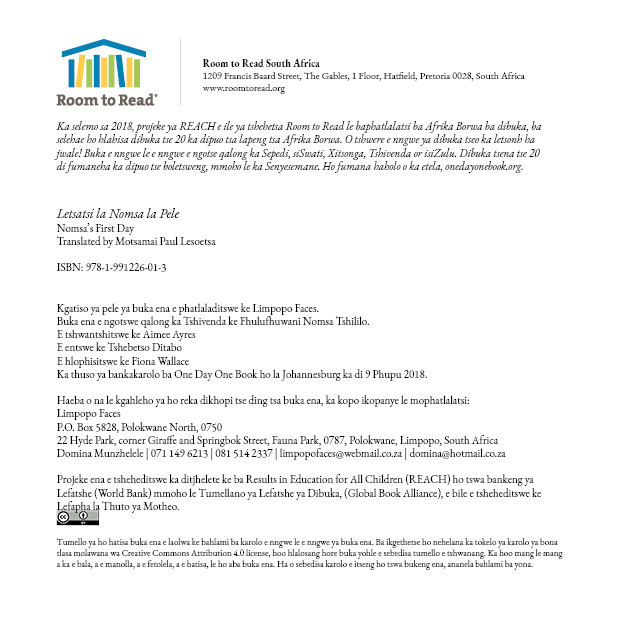 Room to Read®
Room to Read South Africa
1209 Francis Baard Street, The Gables, 1 Floor, Hatfield, Pretoria 0028, South Africa
www.roomtoread.org
Ka selemo sa 2018, projeke ya REACH e ile ya tshehetsa Room to Read le baphatlalatsi ba Afrika Borwa ba dibuka, ba
selehae ho hlahisa dibuka tse 20 ka dipuo tsa lapeng tsa Afrika Borwa. O tshwere e nngwe ya dibuka tseo ka letsonh ba
jwale! Buka e nngwe le e nngwe e ngotse qalong ka Sepedi, siSwati, Xitsonga, Tshivenda or isiZulu. Dibuka tsena tse 20
di fumaneha ka dipuo tse boletsweng, mmoho le ka Senyesemane. Ho fumana haholo o ka etela, onedayonebook.org.
Letsatsi la Nomsa la Pele
Nomsa's First Day
Translated by Motsamai Paul Lesoetsa
ISBN: 978-1-991226-01-3
Kgatiso ya pele ya buka ena e phatlaladitswe ke Limpopo Faces.
Buka ena e ngotswe qalong ka Tshivenda ke Fhulufhuwani Nomsa Tshililo.
E tshwantshitswe ke Aimee Ayres
E entswe ke Tshebetso Ditabo
E hlophisitswe ke Fiona Wallace
Ka thuso ya bankakarolo ba One Day One Book ho la Johannesburg ka di 9 Phupu 2018.
Haeba o na le kgahleho ya ho reka dikhopi tse ding tsa buka ena, ka kopo ikopanye le mophatlalatsi:
Limpopo Faces
P.O. Box 5828, Polokwane North, 0750
22 Hyde Park, corner Giraffe and Springbok Street, Fauna Park, 0787, Polokwane, Limpopo, South Africa
Domina Munzhelele | 071 149 6213 | 081 514 2337 | limpopofaces@webmail.co.za | domina@hotmail.co.za
Projeke ena e tsheheditswe ka ditjhelete ke ba Results in Education for All Children (REACH) ho tswa bankeng ya
Lefatshe (World Bank) mmoho le Tumellano ya Lefatshe ya Dibuka, (Global Book Alliance), e bile e tsheheditswe ke
Lefapha la Thuto ya Motheo.
Tumello ya ho hatisa buka ena e laolwa ke bahlami ba karolo e nngwe le e nngwe ya buka ena. Ba ikgethetse ho nehelana ka tokelo ya karolo ya bona
tlasa molawana wa Creative Commons Attribution 4.0 license, hoo hlalosang hore buka yohle e sebedisa tumello e tshwanang. Ka hoo mang le mang
a ka e bala, a e manolla, a e fetolela, a e hatisa, le ho aba buka ena. Ha o sebedisa karolo e itseng ho tswa bukeng ena, ananela bahlami ba yona.